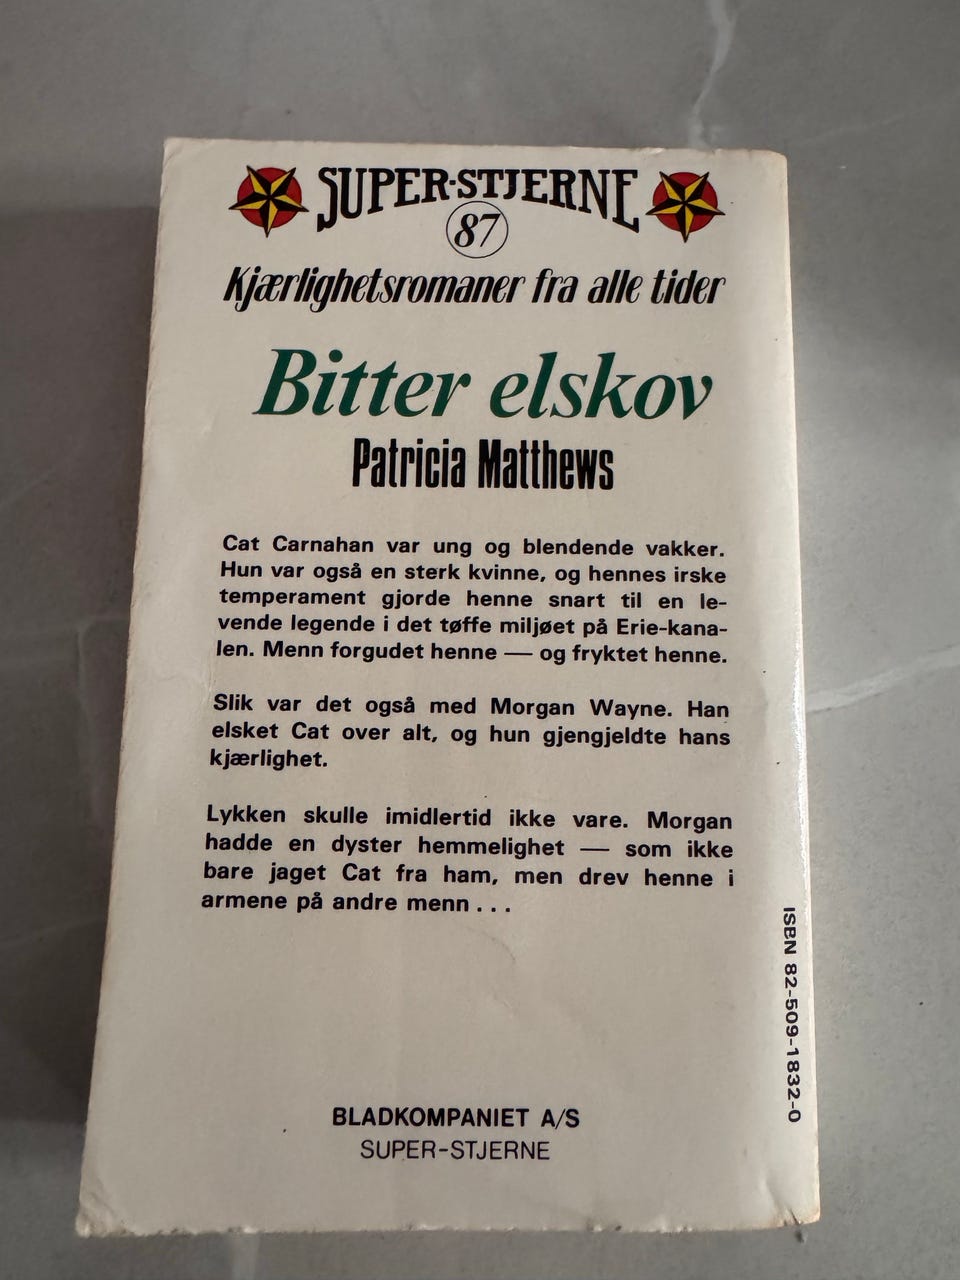 SUPER-STJERNE
87
Kjærlighetsromaner fra alle tider
Bitter elskov
Patricia Matthews
Cat Carnahan var ung og blendende vakker.
Hun var også en sterk kvinne, og hennes irske
temperament gjorde henne snart til en le-
vende legende i det tøffe miljøet på Erie-kana-
len. Menn forgudet henne — og fryktet henne.
Slik var det også med Morgan Wayne. Han
elsket Cat over alt, og hun gjengjeldte hans
kjærlighet.
Lykken skulle imidlertid ikke vare. Morgan
hadde en dyster hemmelighet — som ikke
bare jaget Cat fra ham, men drev henne i
armene på andre menn . . .
ISBN 82-509-1832-0
BLADKOMPANIET A/S
SUPER-STJERNE